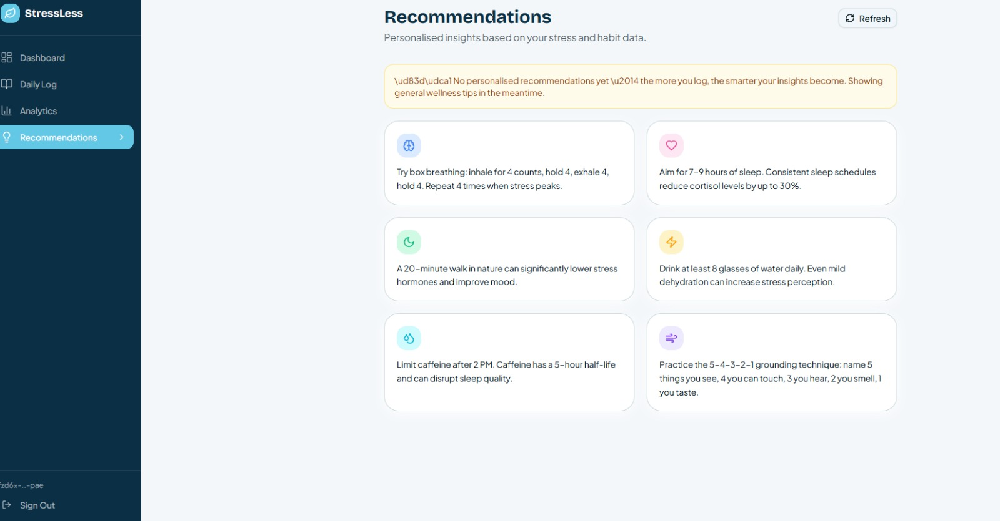 StressLess
Dashboard
Daily Log
Analytics
Recommendations
zd6x-...-pae
Sign Out
Recommendations
Refresh
Personalised insights based on your stress and habit data.
\ud83d\udca1 No personalised recommendations yet \u2014 the more you log, the smarter your insights become. Showing
general wellness tips in the meantime.
Try box breathing: inhale for 4 counts, hold 4, exhale 4,
hold 4. Repeat 4 times when stress peaks.
Aim for 7–9 hours of sleep. Consistent sleep schedules
reduce cortisol levels by up to 30%.
A 20-minute walk in nature can significantly lower stress
hormones and improve mood.
Drink at least 8 glasses of water daily. Even mild
dehydration can increase stress perception.
Limit caffeine after 2 PM. Caffeine has a 5-hour half-life
and can disrupt sleep quality.
Practice the 5-4-3-2-1 grounding technique: name 5
things you see, 4 you can touch, 3 you hear, 2 you smell, 1
you taste.